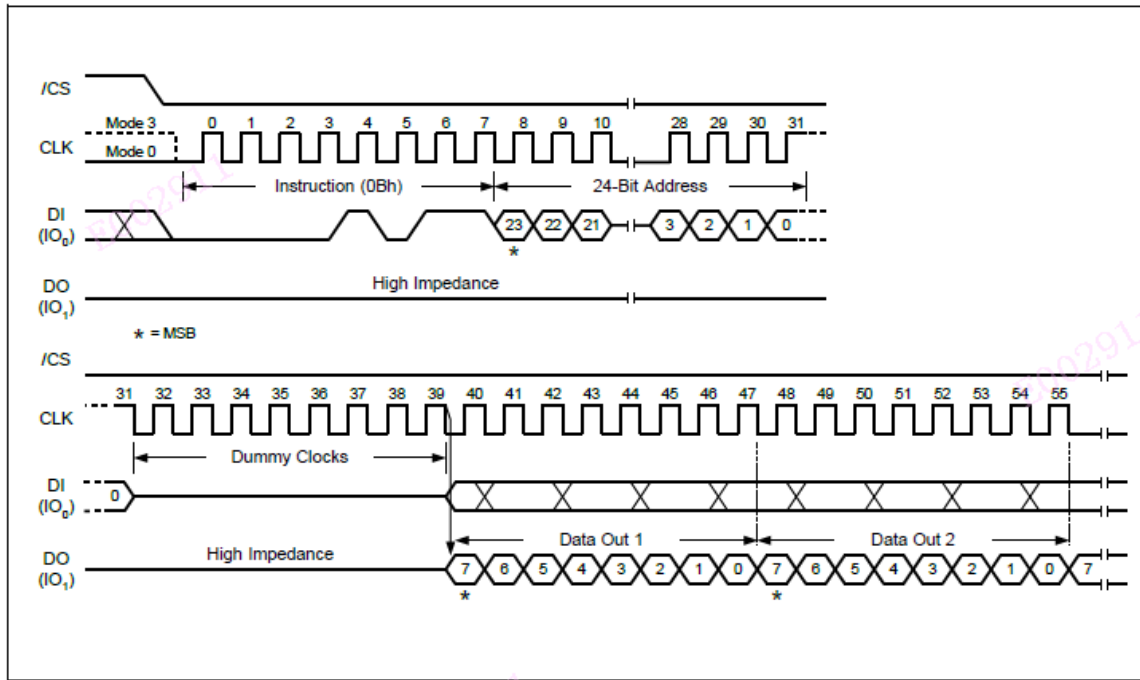 /CS
Mode 3 0 1 2 3 4 5 6 7 8 9 10 28 29 30 31
CLK Mode 0
Instruction (0Bh) 24-Bit Address
DI
(IO0) 23 22 21 3 2 1 0
*
DO High Impedance
(IO1)
* = MSB
/CS
31 32 33 34 35 36 37 38 39 40 41 42 43 44 45 46 47 48 49 50 51 52 53 54 55
CLK
Dummy Clocks
DI
(IO0) 0
High Impedance Data Out 1 Data Out 2
DO
(IO1) 7 6 5 4 3 2 1 0 7 6 5 4 3 2 1 0 7
* *
E002911
E002911